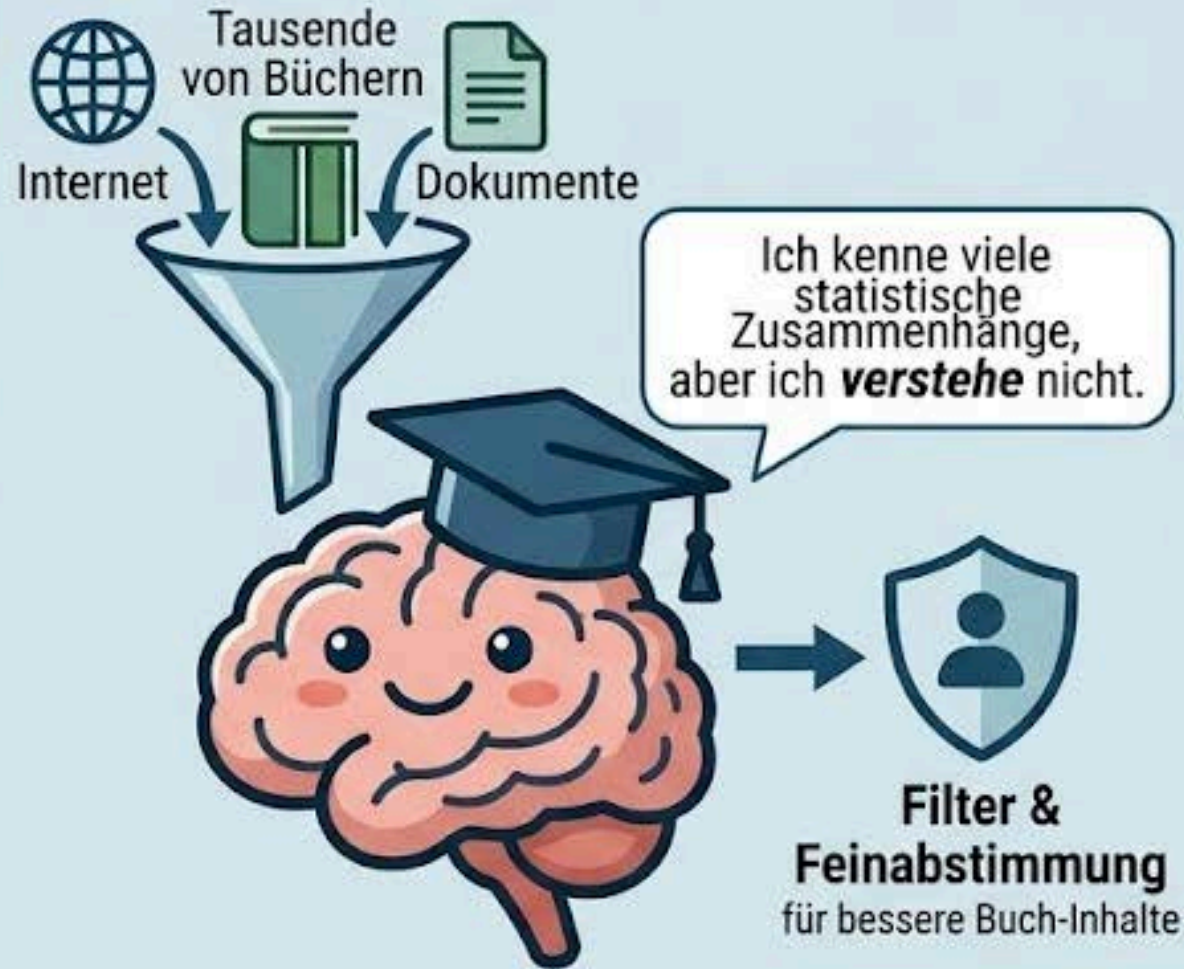 Tausende
von Büchern
Internet
Dokumente
Ich kenne viele
statistische
Zusammenhänge,
aber ich verstehe nicht.
Filter &
Feinabstimmung
für bessere Buch-Inhalte